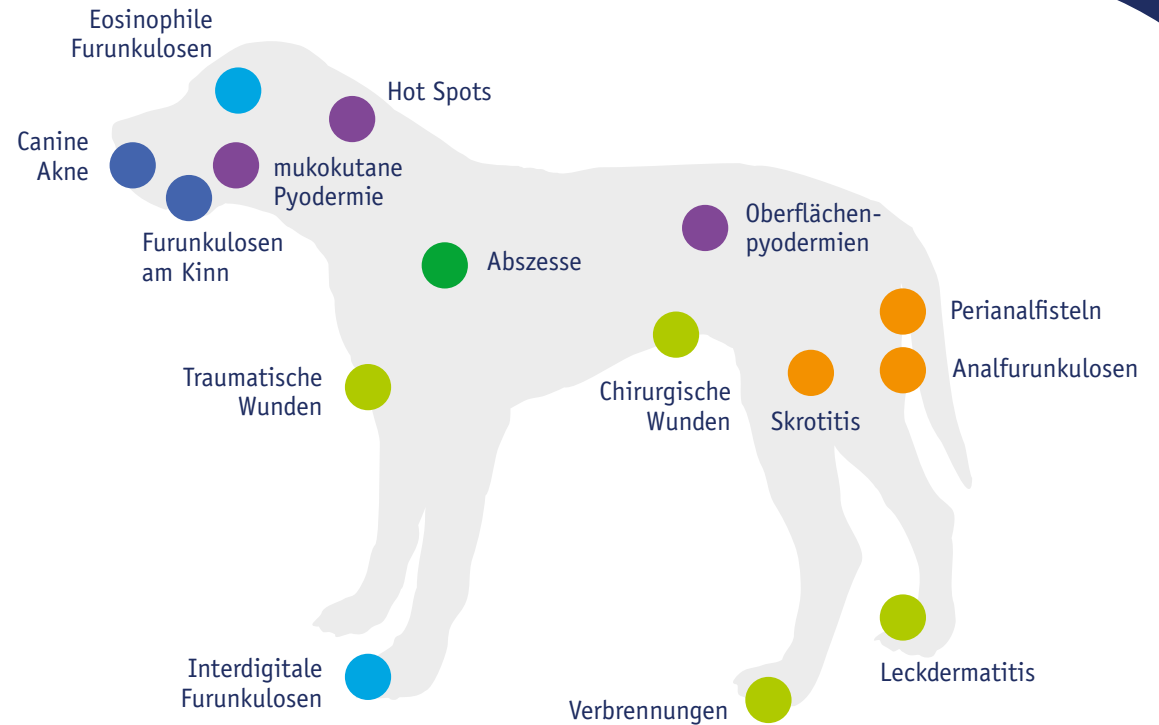 Eosinophile
Furunkulosen
Hot Spots
Canine
Akne
mukokutane
Pyodermie
Furunkulosen
am Kinn
Oberflächen-
pyodermien
Abszesse
Perianalfisteln
Analfurunkulosen
Traumatische
Wunden
Chirurgische
Wunden
Skrotitis
Interdigitale
Furunkulosen
Leckdermatitis
Verbrennungen